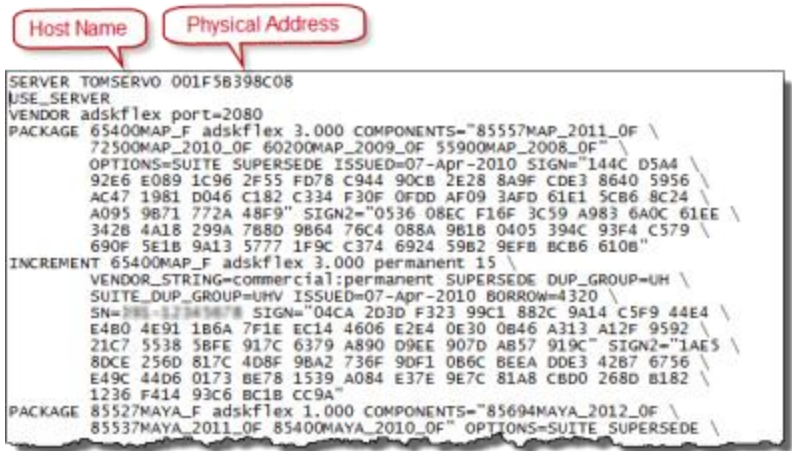 Host Name
Physical Address
SERVER TOMSERVO 001F5B398C08
USE_SERVER
VENDOR adskflex port=2080
PACKAGE 65400MAP_F adskflex 3.000 COMPONENTS="85557MAP_2011_0F \
72500MAP_2010_0F 60200MAP_2009_0F 55900MAP_2008_0F" \
OPTIONS=SUITE SUPERSEDE ISSUED=07-Apr-2010 SIGN="144C D5A4 \
92E6 E089 1C96 2F55 FD78 C944 90CB 2E28 8A9F CDE3 8640 5956 \
AC47 1981 D046 C182 C334 F30F 0FDD AF09 3AFD 61E1 5CB6 8C24 \
A095 9B71 772A 48F9" SIGN2="0536 08EC F16F 3C59 A983 6A0C 61EE \
342B 4A18 299A 7B8D 9B64 76C4 088A 9B1B 0405 394C 93F4 C579 \
690F 5E1B 9A13 5777 1F9C C374 6924 59B2 9EFB BCB6 610B"
INCREMENT 65400MAP_F adskflex 3.000 permanent 15 \
VENDOR_STRING=commercial:permanent SUPERSEDE DUP_GROUP=UH \
SUITE_DUP_GROUP=UHV ISSUED=07-Apr-2010 BORROW=4320 \
SN= SIGN="04CA 2D3D F323 99C1 882C 9A14 C5F9 44E4 \
E4B0 4E91 1B6A 7F1E EC14 4606 E2E4 0E30 0B46 A313 A12F 9592 \
21C7 5538 5BFE 917C 6379 A890 D9EE 907D AB57 919C" SIGN2="1AE5 \
8DCE 256D 817C 4D8F 9BA2 736F 9DF1 0B6C BEEA DDE3 42B7 6756 \
E49C 44D6 0173 BE78 1539 A084 E37E 9E7C 81A8 CBD0 268D B182 \
1236 F414 93C6 BC1B CC9A"
PACKAGE 85527MAYA_F adskflex 1.000 COMPONENTS="85694MAYA_2012_0F \
85537MAYA_2011_0F 85400MAYA_2010_0F" OPTIONS=SUITE SUPERSEDE \